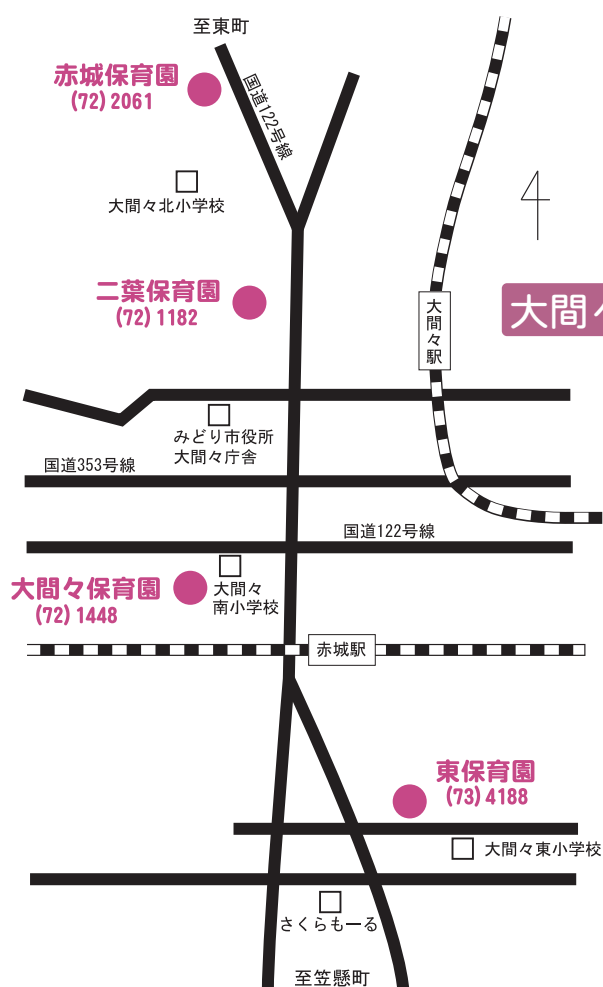 至東町
赤城保育園
(72)2061
国道122号線
大間々北小学校
二葉保育園
(72)1182
大間々駅
大間々
みどり市役所
大間々庁舎
国道353号線
国道122号線
大間々
南小学校
大間々保育園
(72)1448
赤城駅
東保育園
(73)4188
大間々東小学校
さくらもーる
至笠懸町